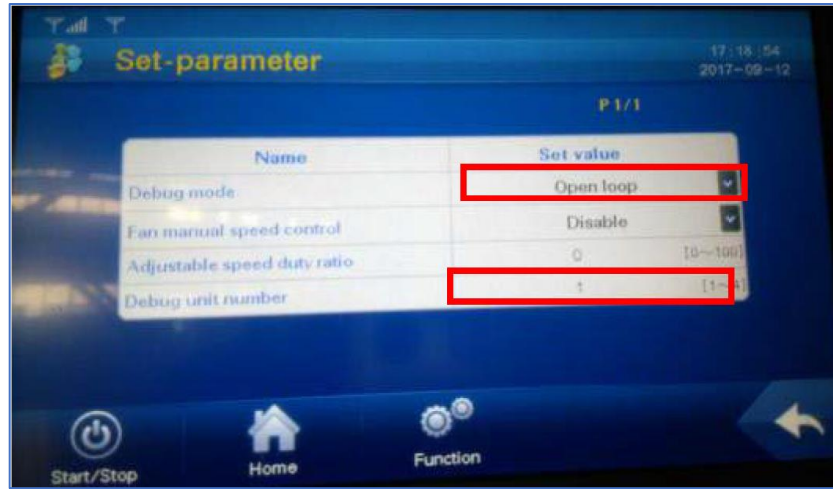 Set-parameter
17:18:54
2017-09-12
P 1/1
Name Set value
Debug mode Open loop
Fan manual speed control Disable
Adjustable speed duty ratio 0 [0~100]
Debug unit number 1 [1~4]
Start/Stop Home Function